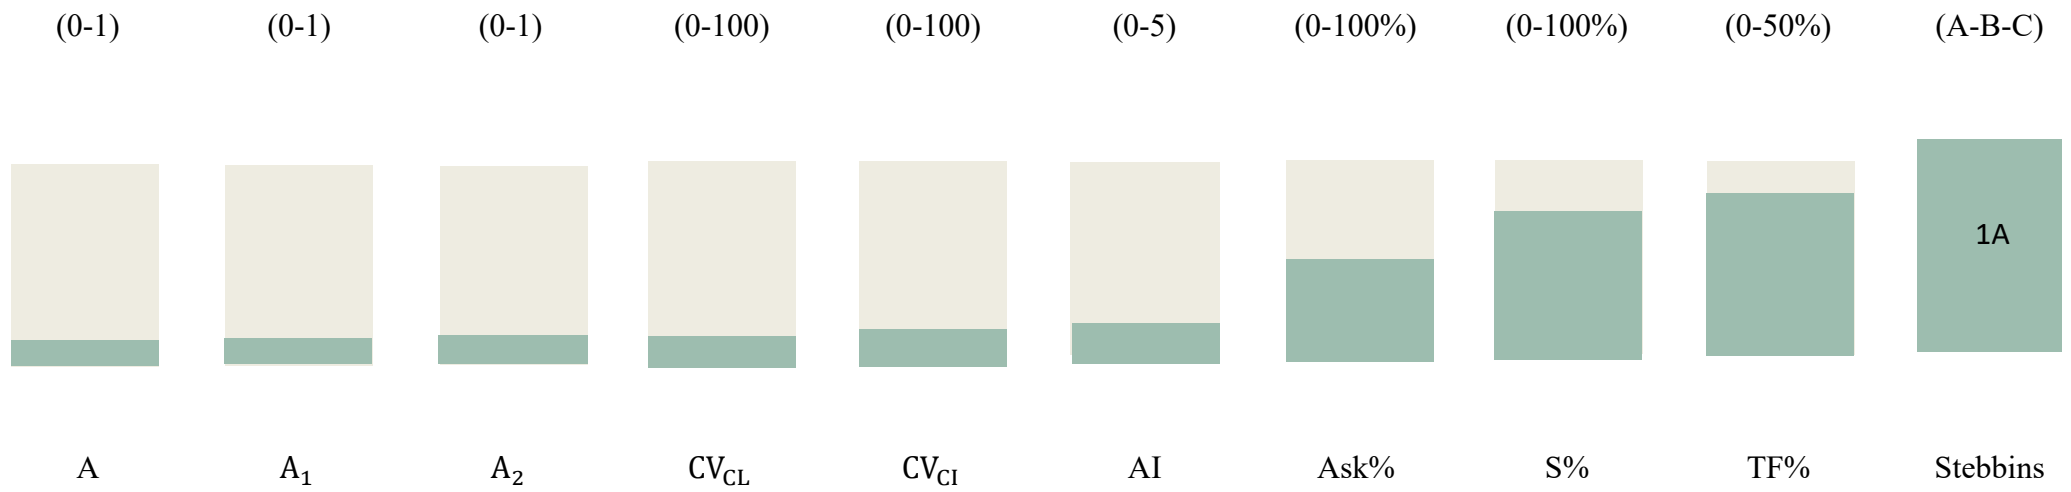 (0-1) (0-1) (0-1) (0-100) (0-100) (0-5) (0-100%) (0-100%) (0-50%) (A-B-C)
1A
A A₁ A₂ CV_CL CV_CI AI Ask% S% TF% Stebbins